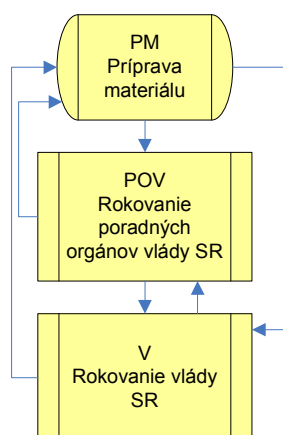 PM
Príprava
materiálu
POV
Rokovanie
poradných
orgánov vlády SR
V
Rokovanie vlády
SR